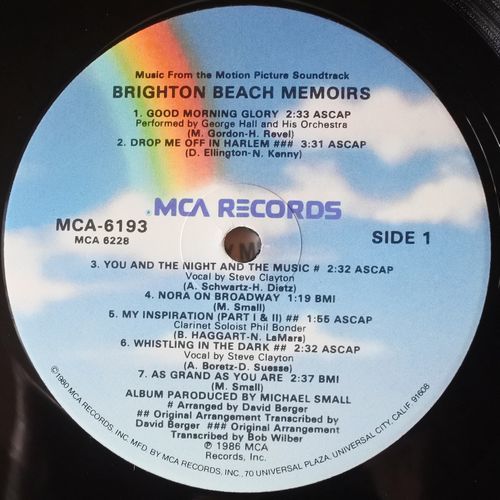 Music From the Motion Picture Soundtrack
BRIGHTON BEACH MEMOIRS
1. GOOD MORNING GLORY 2:33 ASCAP
Performed by George Hall and His Orchestra
(M. Gordon-H. Revel)
2. DROP ME OFF IN HARLEM ### 3:31 ASCAP
(D. Ellington-N. Kenny)
MCA RECORDS
MCA-6193
MCA 6228
SIDE 1
3. YOU AND THE NIGHT AND THE MUSIC # 2:32 ASCAP
Vocal by Steve Clayton
(A. Schwartz-H. Dietz)
4. NORA ON BROADWAY 1:19 BMI
(M. Small)
5. MY INSPIRATION (PART I & II) ## 1:55 ASCAP
Clarinet Soloist Phil Bonder
(B. HAGGART-N. LaMars)
6. WHISTLING IN THE DARK ## 2:32 ASCAP
Vocal by Steve Clayton
(A. Boretz-D. Suesse)
7. AS GRAND AS YOU ARE 2:37 BMI
(M. Small)
ALBUM PARODUCED BY MICHAEL SMALL
# Arranged by David Berger
## Original Arrangement Transcribed by
David Berger ### Original Arrangement
Transcribed by Bob Wilber
℗ 1986 MCA
Records, Inc.
©1980 MCA RECORDS, INC. MFD. BY MCA RECORDS, INC., 70 UNIVERSAL PLAZA, UNIVERSAL CITY, CALIF. 91608